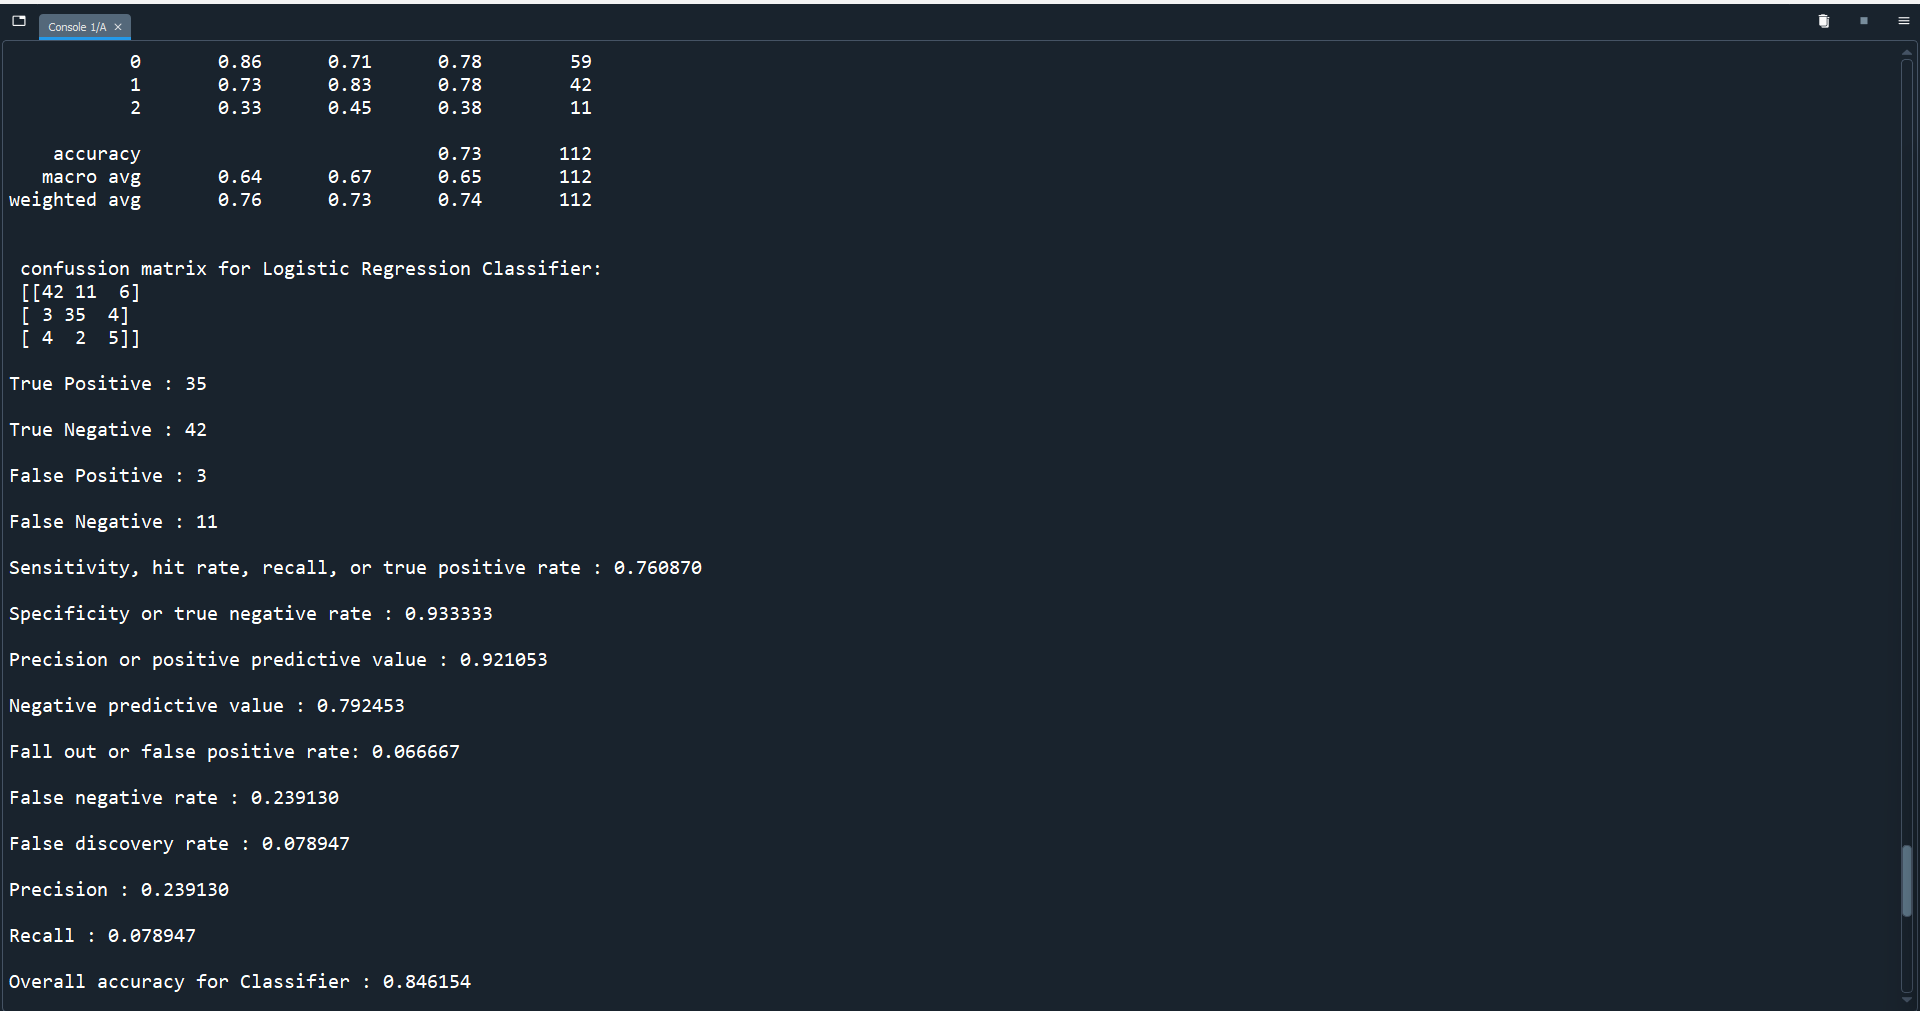 Console 1/A ×
0 0.86 0.71 0.78 59
1 0.73 0.83 0.78 42
2 0.33 0.45 0.38 11
accuracy 0.73 112
macro avg 0.64 0.67 0.65 112
weighted avg 0.76 0.73 0.74 112
confussion matrix for Logistic Regression Classifier:
[[42 11 6]
[ 3 35 4]
[ 4 2 5]]
True Positive : 35
True Negative : 42
False Positive : 3
False Negative : 11
Sensitivity, hit rate, recall, or true positive rate : 0.760870
Specificity or true negative rate : 0.933333
Precision or positive predictive value : 0.921053
Negative predictive value : 0.792453
Fall out or false positive rate: 0.066667
False negative rate : 0.239130
False discovery rate : 0.078947
Precision : 0.239130
Recall : 0.078947
Overall accuracy for Classifier : 0.846154